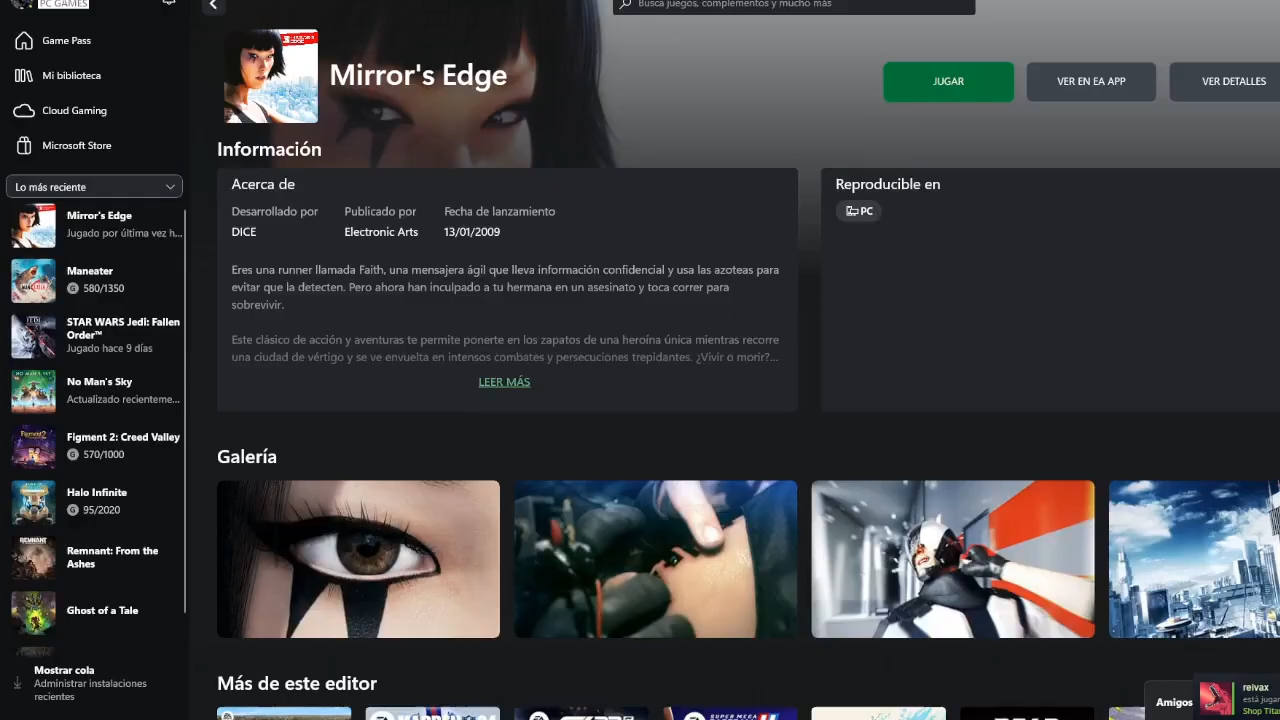 PC GAMES
Busca juegos, complementos y mucho más
Game Pass
Mi biblioteca
Cloud Gaming
Microsoft Store
Lo más reciente
Mirror's Edge
Jugado por última vez h...
Maneater
580/1350
STAR WARS Jedi: Fallen
Order™
Jugado hace 9 días
No Man's Sky
Actualizado recienteme...
Figment 2: Creed Valley
570/1000
Halo Infinite
95/2020
Remnant: From the
Ashes
Ghost of a Tale
Mostrar cola
Administrar instalaciones
recientes
Mirror's Edge
JUGAR
VER EN EA APP
VER DETALLES
Información
Acerca de
Desarrollado por
Publicado por
Fecha de lanzamiento
DICE
Electronic Arts
13/01/2009
Eres una runner llamada Faith, una mensajera ágil que lleva información confidencial y usa las azoteas para
evitar que la detecten. Pero ahora han inculpado a tu hermana en un asesinato y toca correr para
sobrevivir.
Este clásico de acción y aventuras te permite ponerte en los zapatos de una heroína única mientras recorre
una ciudad de vértigo y se ve envuelta en intensos combates y persecuciones trepidantes. ¿Vivir o morir?...
LEER MÁS
Reproducible en
PC
Galería
Más de este editor
SUPER MEGA
Amigos
reivax
está jugar
Shop Tita